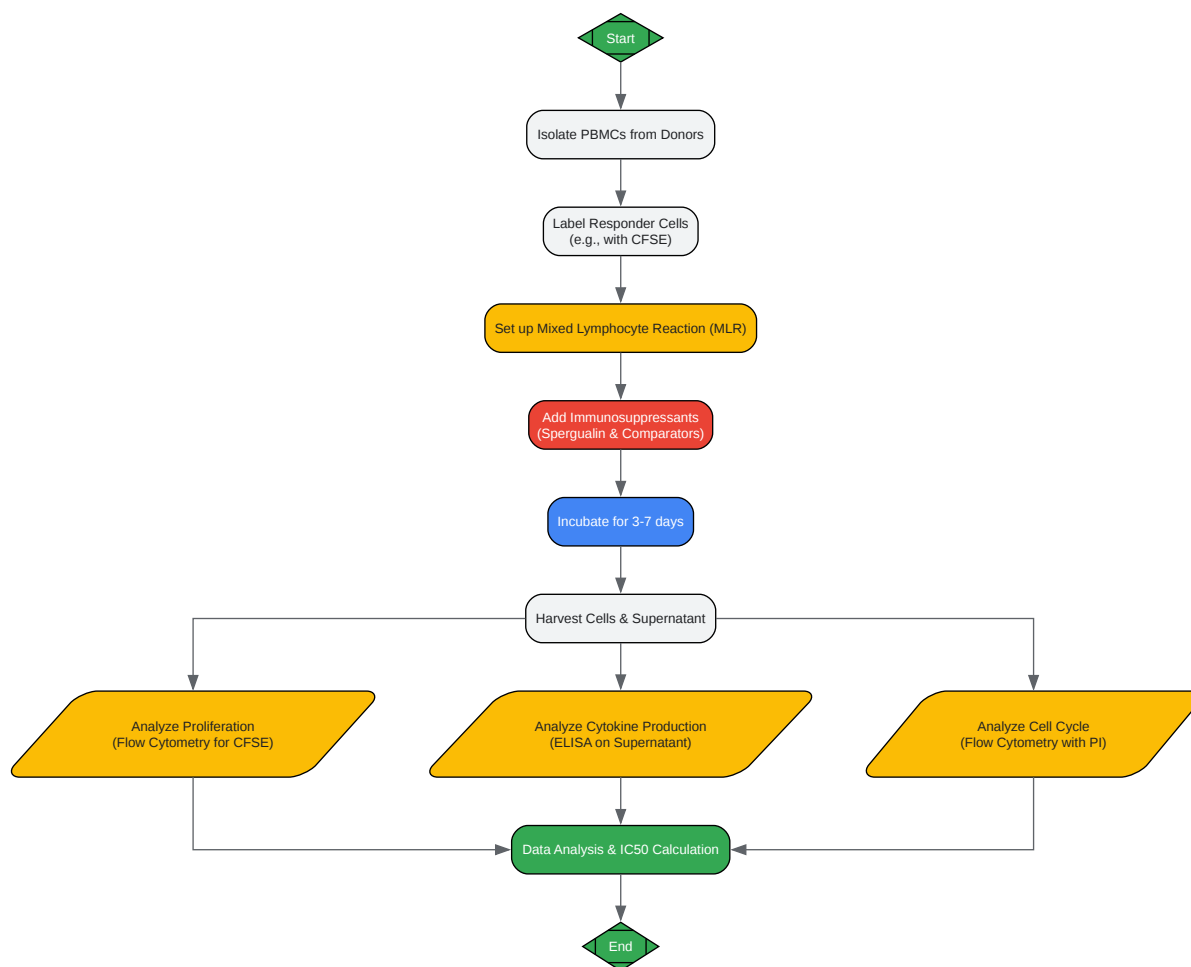 Start
Isolate PBMCs from Donors
Label Responder Cells
(e.g., with CFSE)
Set up Mixed Lymphocyte Reaction (MLR)
Add Immunosuppressants
(Spergualin & Comparators)
Incubate for 3-7 days
Harvest Cells & Supernatant
Analyze Proliferation
(Flow Cytometry for CFSE)
Analyze Cytokine Production
(ELISA on Supernatant)
Analyze Cell Cycle
(Flow Cytometry with PI)
Data Analysis & IC50 Calculation
End